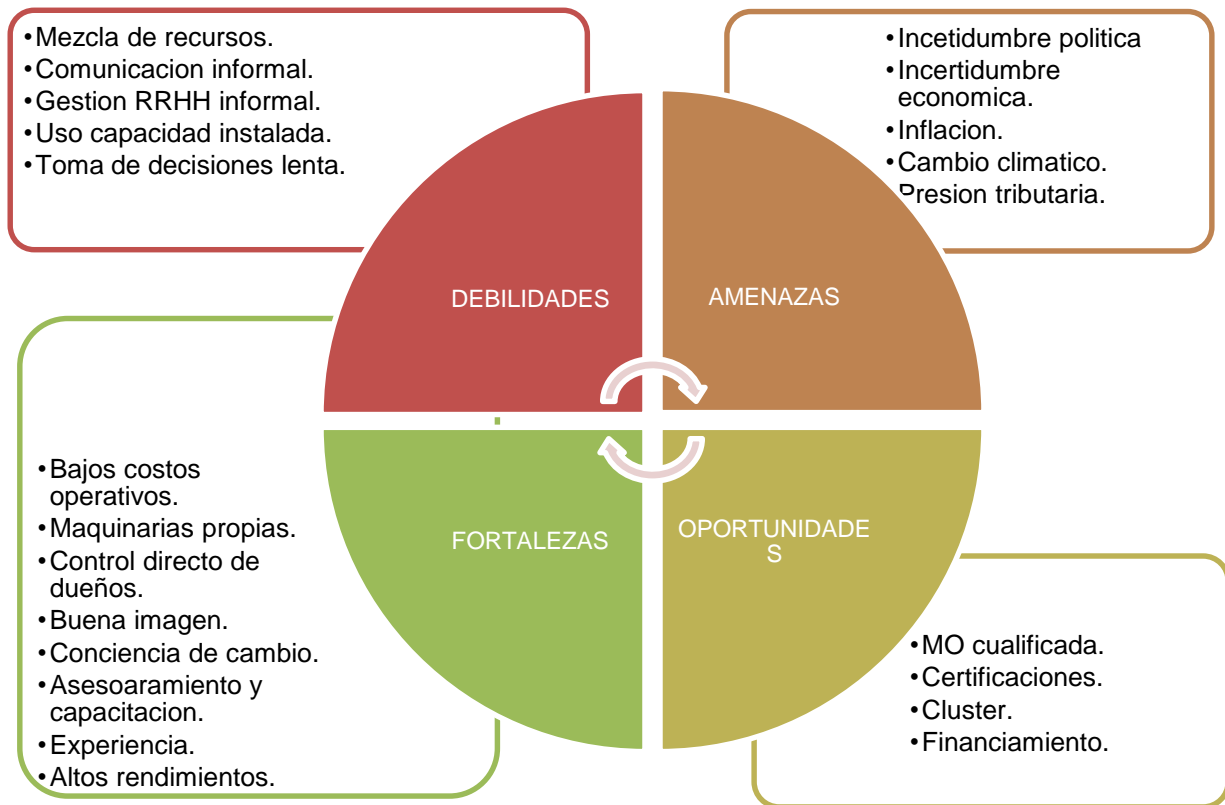 •Mezcla de recursos.
•Comunicacion informal.
•Gestion RRHH informal.
•Uso capacidad instalada.
•Toma de decisiones lenta.
•Incetidumbre politica
•Incertidumbre
economica.
•Inflacion.
•Cambio climatico.
•Presion tributaria.
DEBILIDADES
AMENAZAS
•Bajos costos
operativos.
•Maquinarias propias.
•Control directo de
dueños.
•Buena imagen.
•Conciencia de cambio.
•Asesoaramiento y
capacitacion.
•Experiencia.
•Altos rendimientos.
FORTALEZAS
OPORTUNIDADE
S
•MO cualificada.
•Certificaciones.
•Cluster.
•Financiamiento.